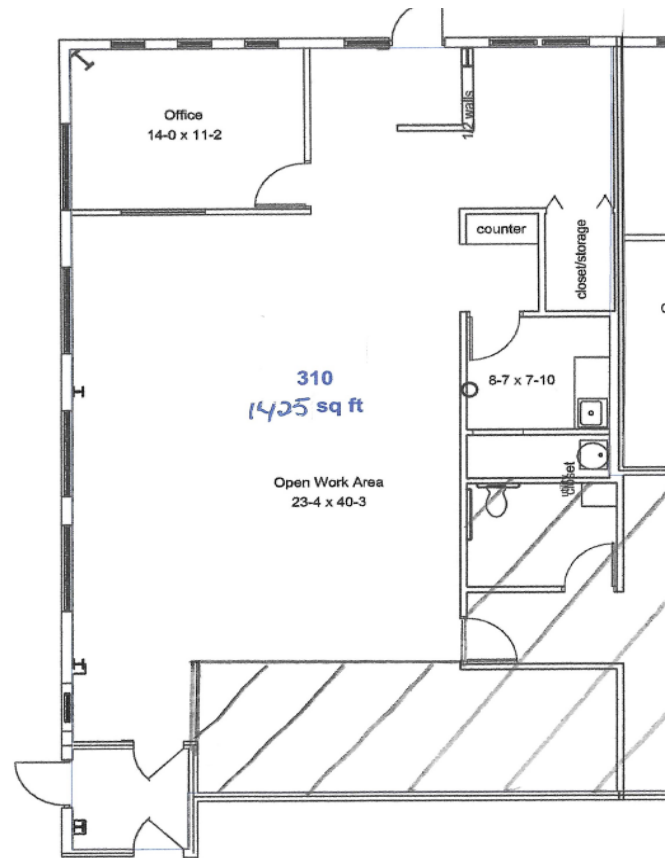 Office
14-0 x 11-2
1/2 walls
counter
closet/storage
310
1425 sq ft
8-7 x 7-10
Open Work Area
23-4 x 40-3
closet